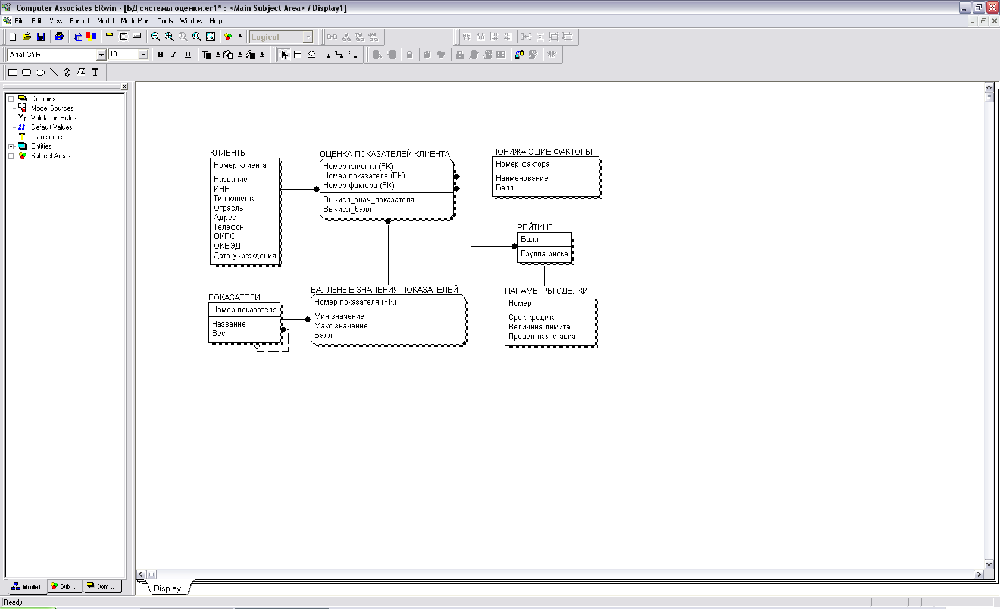 Computer Associates ERwin - [БД системы оценки.er1* : <Main Subject Area> / Display1]
File Edit View Format Model ModelMart Tools Window Help
Logical
Arial CYR 10 B I U
T
Domains
Model Sources
Validation Rules
Default Values
Transforms
Entities
Subject Areas
КЛИЕНТЫ
Номер клиента
Название
ИНН
Тип клиента
Отрасль
Адрес
Телефон
ОКПО
ОКВЭД
Дата учреждения
ОЦЕНКА ПОКАЗАТЕЛЕЙ КЛИЕНТА
Номер клиента (FK)
Номер показателя (FK)
Номер фактора (FK)
Вычисл_знач_показателя
Вычисл_балл
ПОНИЖАЮЩИЕ ФАКТОРЫ
Номер фактора
Наименование
Балл
РЕЙТИНГ
Балл
Группа риска
ПОКАЗАТЕЛИ
Номер показателя
Название
Вес
БАЛЛЬНЫЕ ЗНАЧЕНИЯ ПОКАЗАТЕЛЕЙ
Номер показателя (FK)
Мин значение
Макс значение
Балл
ПАРАМЕТРЫ СДЕЛКИ
Номер
Срок кредита
Величина лимита
Процентная ставка
Model Sub... Dom...
Display1
Ready